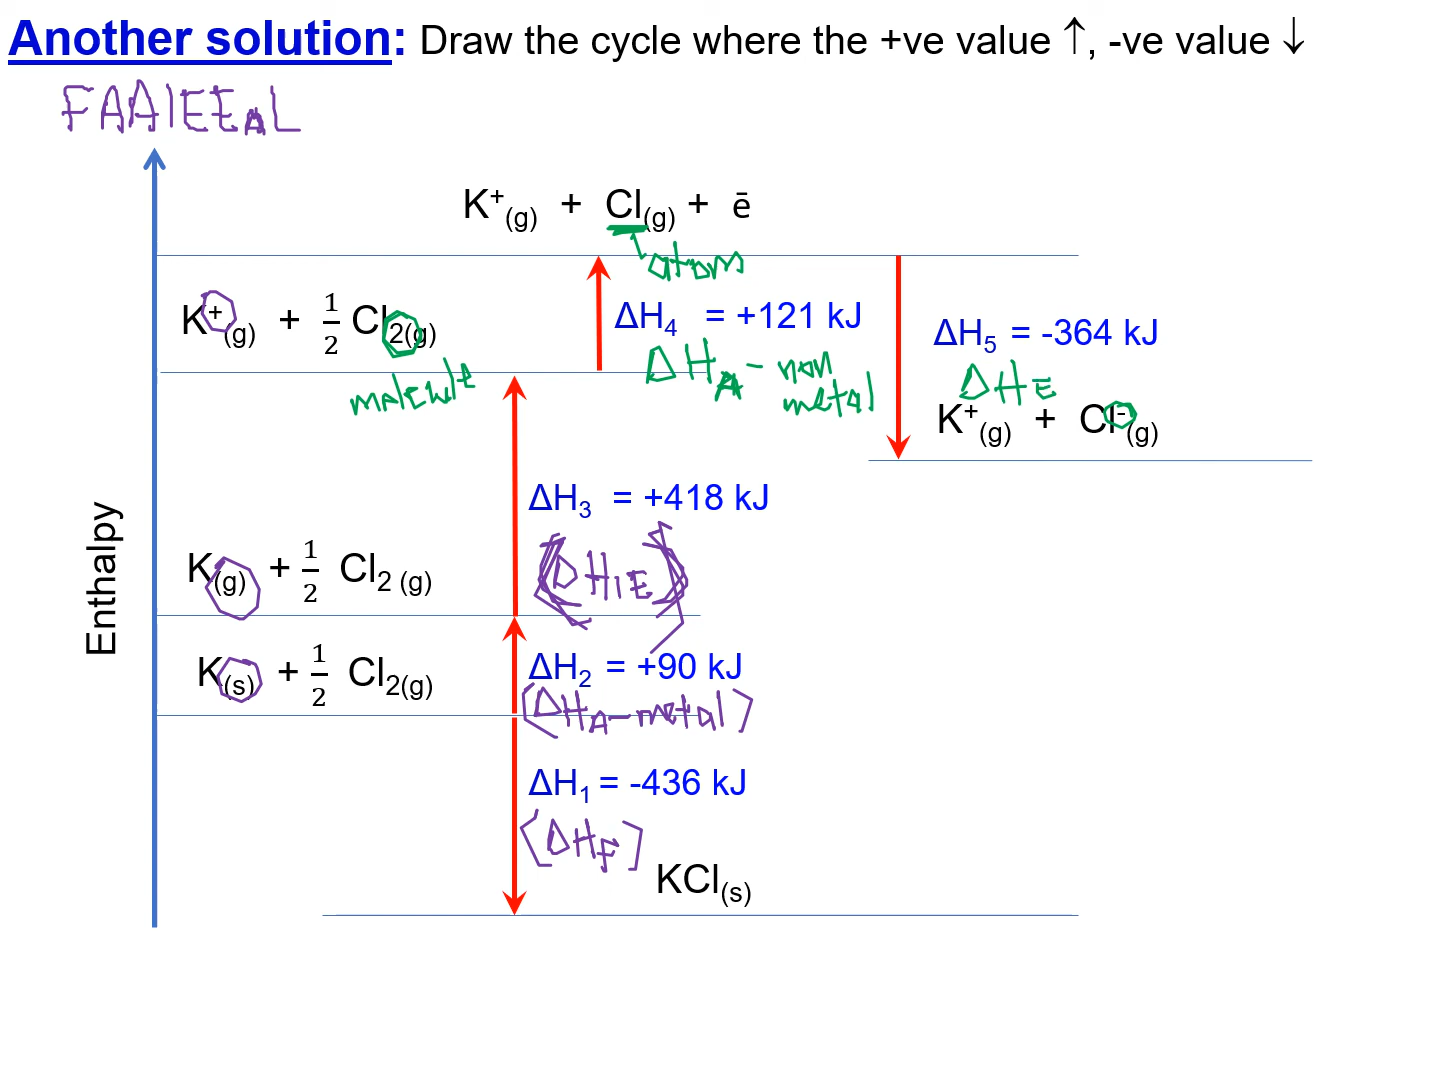 Another solution: Draw the cycle where the +ve value ↑, -ve value ↓
FAAIEEAL
K⁺(g) + Cl(g) + ē
atom
K⁺(g) + 1/2 Cl2(g)
molecule
ΔH4 = +121 kJ
ΔHA - non metal
ΔH5 = -364 kJ
ΔHE
K⁺(g) + Cl⁻(g)
ΔH3 = +418 kJ
(ΔHIE)
K(g) + 1/2 Cl2 (g)
Enthalpy
K(s) + 1/2 Cl2(g)
ΔH2 = +90 kJ
[ΔHA - metal]
ΔH1 = -436 kJ
[ΔHF]
KCl(s)